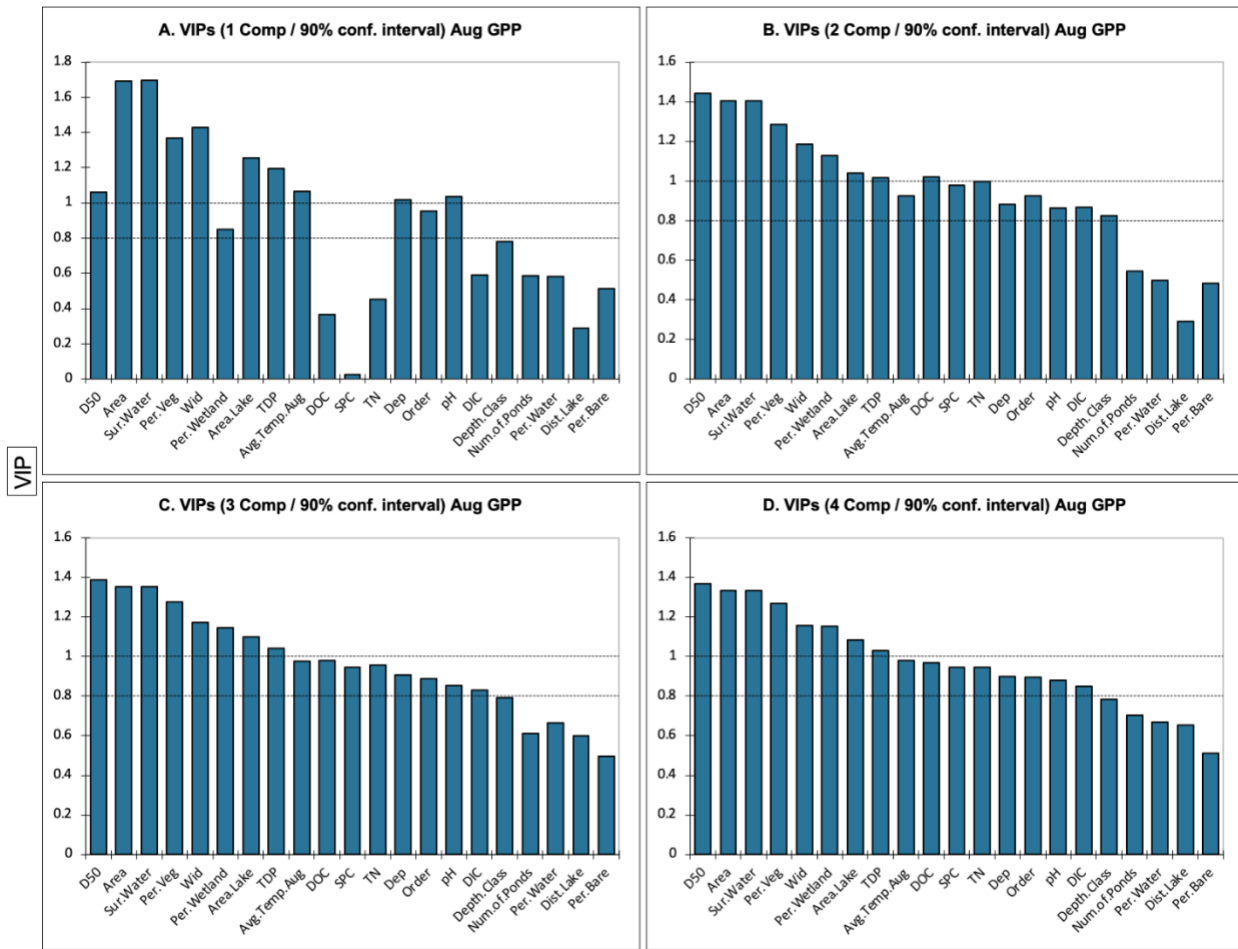 A. VIPs (1 Comp / 90% conf. interval) Aug GPP
1.8
1.6
1.4
1.2
1
0.8
0.6
0.4
0.2
0
D50
Area
Sur.Water
Per.Veg
Wid
Per.Wetland
Area.Lake
TDP
Avg.Temp.Aug
DOC
SPC
TN
Dep
Order
pH
DIC
Depth.Class
Num.of.Ponds
Per.Water
Dist.Lake
Per.Bare
B. VIPs (2 Comp / 90% conf. interval) Aug GPP
1.6
1.4
1.2
1
0.8
0.6
0.4
0.2
0
D50
Area
Sur.Water
Per.Veg
Wid
Per.Wetland
Area.Lake
TDP
Avg.Temp.Aug
DOC
SPC
TN
Dep
Order
pH
DIC
Depth.Class
Num.of.Ponds
Per.Water
Dist.Lake
Per.Bare
VIP
C. VIPs (3 Comp / 90% conf. interval) Aug GPP
1.6
1.4
1.2
1
0.8
0.6
0.4
0.2
0
D50
Area
Sur.Water
Per.Veg
Wid
Per.Wetland
Area.Lake
TDP
Avg.Temp.Aug
DOC
SPC
TN
Dep
Order
pH
DIC
Depth.Class
Num.of.Ponds
Per.Water
Dist.Lake
Per.Bare
D. VIPs (4 Comp / 90% conf. interval) Aug GPP
1.6
1.4
1.2
1
0.8
0.6
0.4
0.2
0
D50
Area
Sur.Water
Per.Veg
Wid
Per.Wetland
Area.Lake
TDP
Avg.Temp.Aug
DOC
SPC
TN
Dep
Order
pH
DIC
Depth.Class
Num.of.Ponds
Per.Water
Dist.Lake
Per.Bare